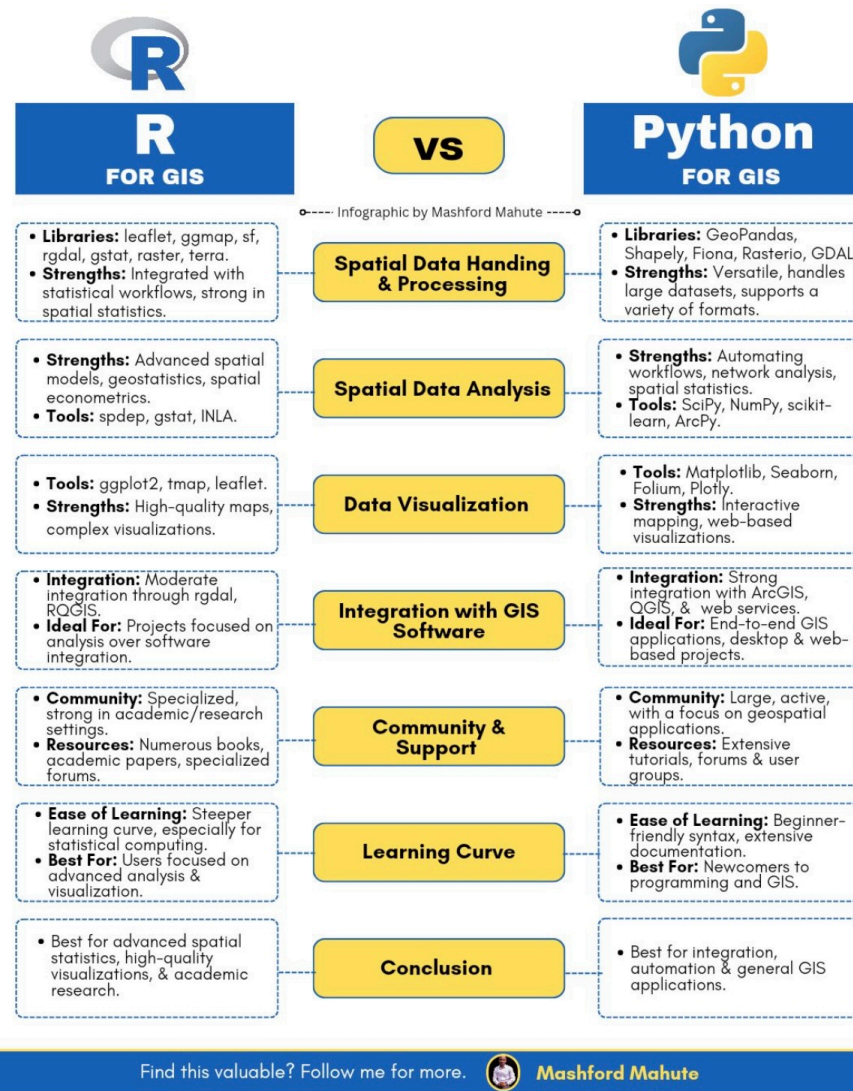 R
R
FOR GIS
VS
Python
FOR GIS
Infographic by Mashford Mahute
• Libraries: leaflet, ggmap, sf,
rgdal, gstat, raster, terra.
• Strengths: Integrated with
statistical workflows, strong in
spatial statistics.
Spatial Data Handing
& Processing
• Libraries: GeoPandas,
Shapely, Fiona, Rasterio, GDAL
• Strengths: Versatile, handles
large datasets, supports a
variety of formats.
• Strengths: Advanced spatial
models, geostatistics, spatial
econometrics.
• Tools: spdep, gstat, INLA.
Spatial Data Analysis
• Strengths: Automating
workflows, network analysis,
spatial statistics.
• Tools: SciPy, NumPy, scikit-
learn, ArcPy.
• Tools: ggplot2, tmap, leaflet.
• Strengths: High-quality maps,
complex visualizations.
Data Visualization
• Tools: Matplotlib, Seaborn,
Folium, Plotly.
• Strengths: Interactive
mapping, web-based
visualizations.
• Integration: Moderate
integration through rgdal,
RQGIS.
• Ideal For: Projects focused on
analysis over software
integration.
Integration with GIS
Software
• Integration: Strong
integration with ArcGIS,
QGIS, & web services.
• Ideal For: End-to-end GIS
applications, desktop & web-
based projects.
• Community: Specialized,
strong in academic/research
settings.
• Resources: Numerous books,
academic papers, specialized
forums.
Community &
Support
• Community: Large, active,
with a focus on geospatial
applications.
• Resources: Extensive
tutorials, forums & user
groups.
• Ease of Learning: Steeper
learning curve, especially for
statistical computing.
• Best For: Users focused on
advanced analysis &
visualization.
Learning Curve
• Ease of Learning: Beginner-
friendly syntax, extensive
documentation.
• Best For: Newcomers to
programming and GIS.
• Best for advanced spatial
statistics, high-quality
visualizations, & academic
research.
Conclusion
• Best for integration,
automation & general GIS
applications.
Find this valuable? Follow me for more.
Mashford Mahute